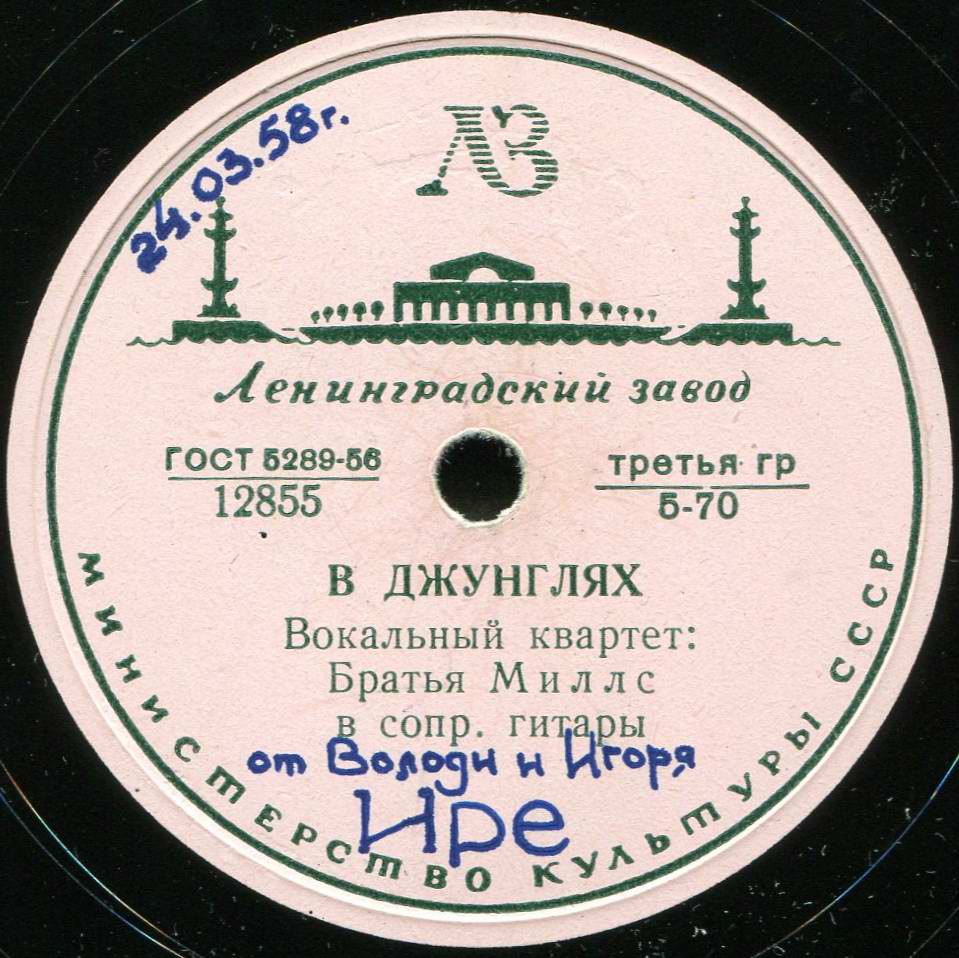 24.03.58г.
ЛЗ
Ленинградский завод
ГОСТ 5289-56
12855
третья гр
5-70
В ДЖУНГЛЯХ
Вокальный квартет:
Братья Миллс
в сопр. гитары
от Володи и Игоря
Ире
МИНИСТЕРСТВО КУЛЬТУРЫ СССР